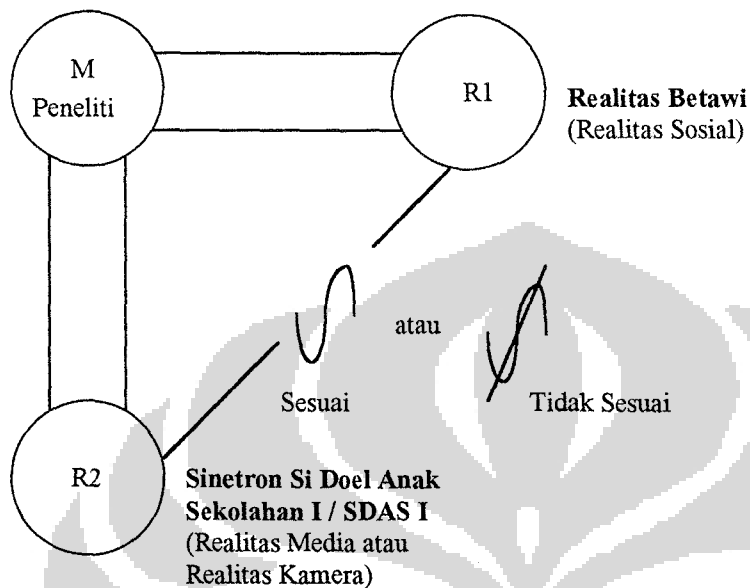 M
Peneliti
R1
Realitas Betawi
(Realitas Sosial)
atau
Sesuai
Tidak Sesuai
R2
Sinetron Si Doel Anak
Sekolahan I / SDAS I
(Realitas Media atau
Realitas Kamera)